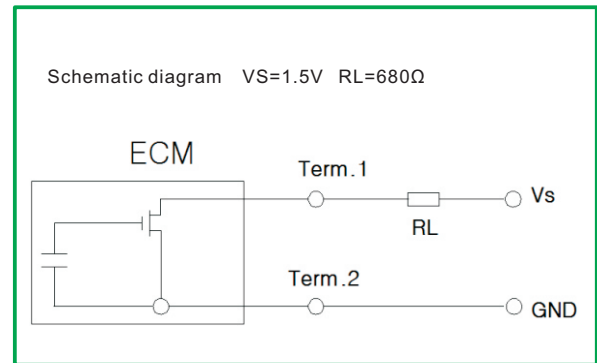 Schematic diagram VS=1.5V RL=680Ω
ECM
Term.1
Vs
RL
Term.2
GND